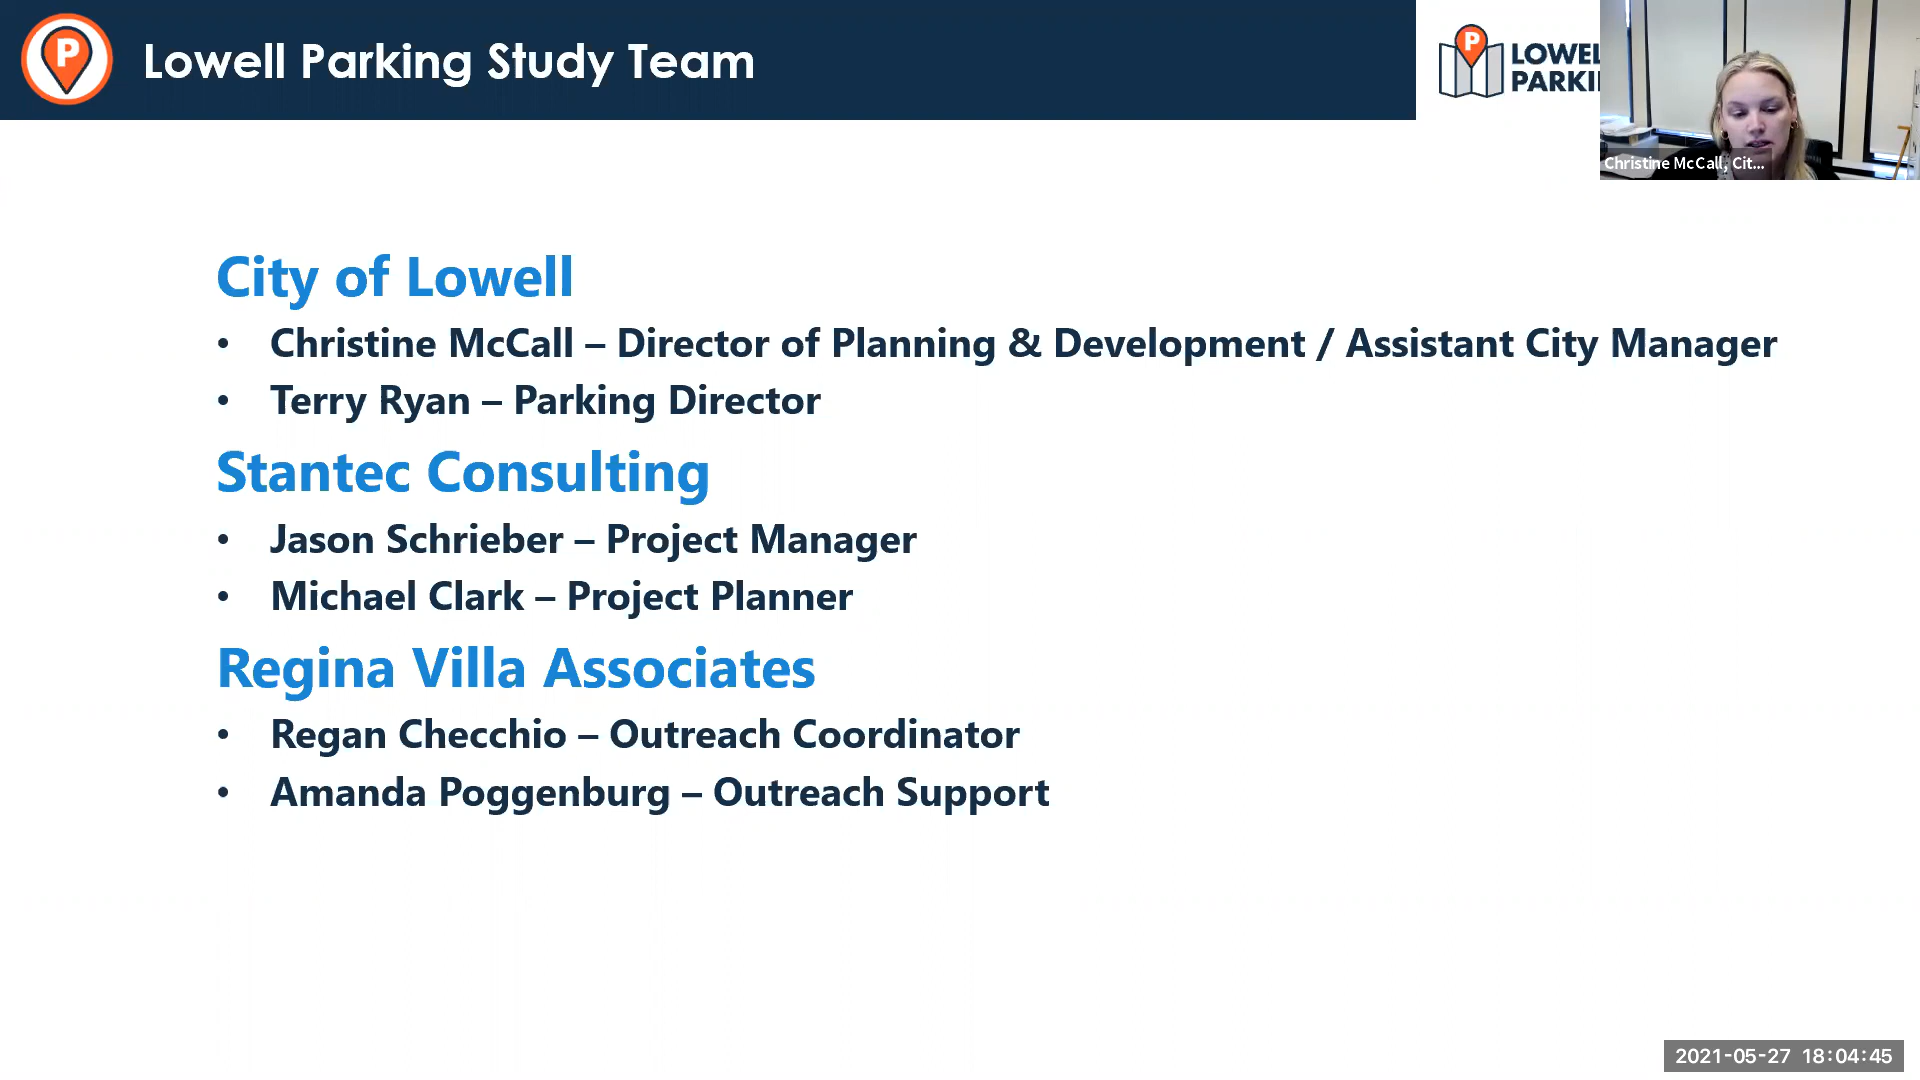 P
Lowell Parking Study Team
P
LOWEL
PARKI
Christine McCall, Cit...
City of Lowell
• Christine McCall – Director of Planning & Development / Assistant City Manager
• Terry Ryan – Parking Director
Stantec Consulting
• Jason Schrieber – Project Manager
• Michael Clark – Project Planner
Regina Villa Associates
• Regan Checchio – Outreach Coordinator
• Amanda Poggenburg – Outreach Support
2021-05-27 18:04:45